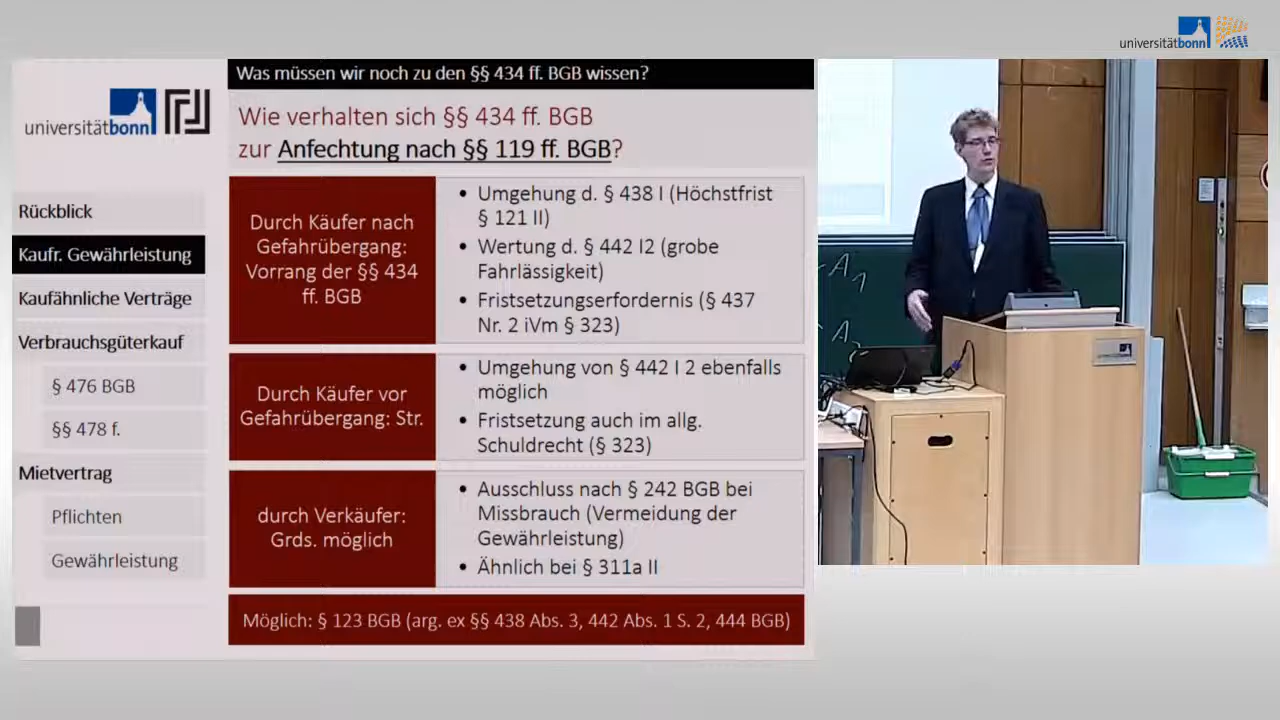 universitätbonn
Was müssen wir noch zu den §§ 434 ff. BGB wissen?
universitätbonn
Wie verhalten sich §§ 434 ff. BGB
zur Anfechtung nach §§ 119 ff. BGB?
Rückblick
Kaufr. Gewährleistung
Kaufähnliche Verträge
Verbrauchsgüterkauf
§ 476 BGB
§§ 478 f.
Mietvertrag
Pflichten
Gewährleistung
Durch Käufer nach
Gefahrübergang:
Vorrang der §§ 434
ff. BGB
• Umgehung d. § 438 I (Höchstfrist
§ 121 II)
• Wertung d. § 442 I2 (grobe
Fahrlässigkeit)
• Fristsetzungserfordernis (§ 437
Nr. 2 iVm § 323)
Durch Käufer vor
Gefahrübergang: Str.
• Umgehung von § 442 I 2 ebenfalls
möglich
• Fristsetzung auch im allg.
Schuldrecht (§ 323)
durch Verkäufer:
Grds. möglich
• Ausschluss nach § 242 BGB bei
Missbrauch (Vermeidung der
Gewährleistung)
• Ähnlich bei § 311a II
Möglich: § 123 BGB (arg. ex §§ 438 Abs. 3, 442 Abs. 1 S. 2, 444 BGB)